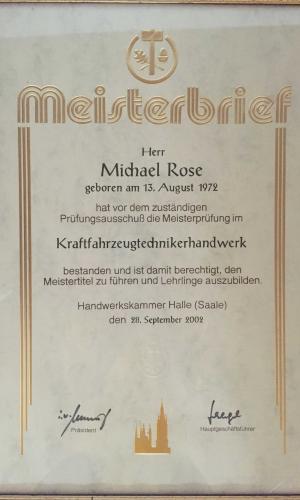 Meisterbrief
Herr
Michael Rose
geboren am 13. August 1972
hat vor dem zuständigen
Prüfungsausschuß die Meisterprüfung im
Kraftfahrzeugtechnikerhandwerk
bestanden und ist damit berechtigt, den
Meistertitel zu führen und Lehrlinge auszubilden.
Handwerkskammer Halle (Saale)
den 28. September 2002
Präsident
Hauptgeschäftsführer